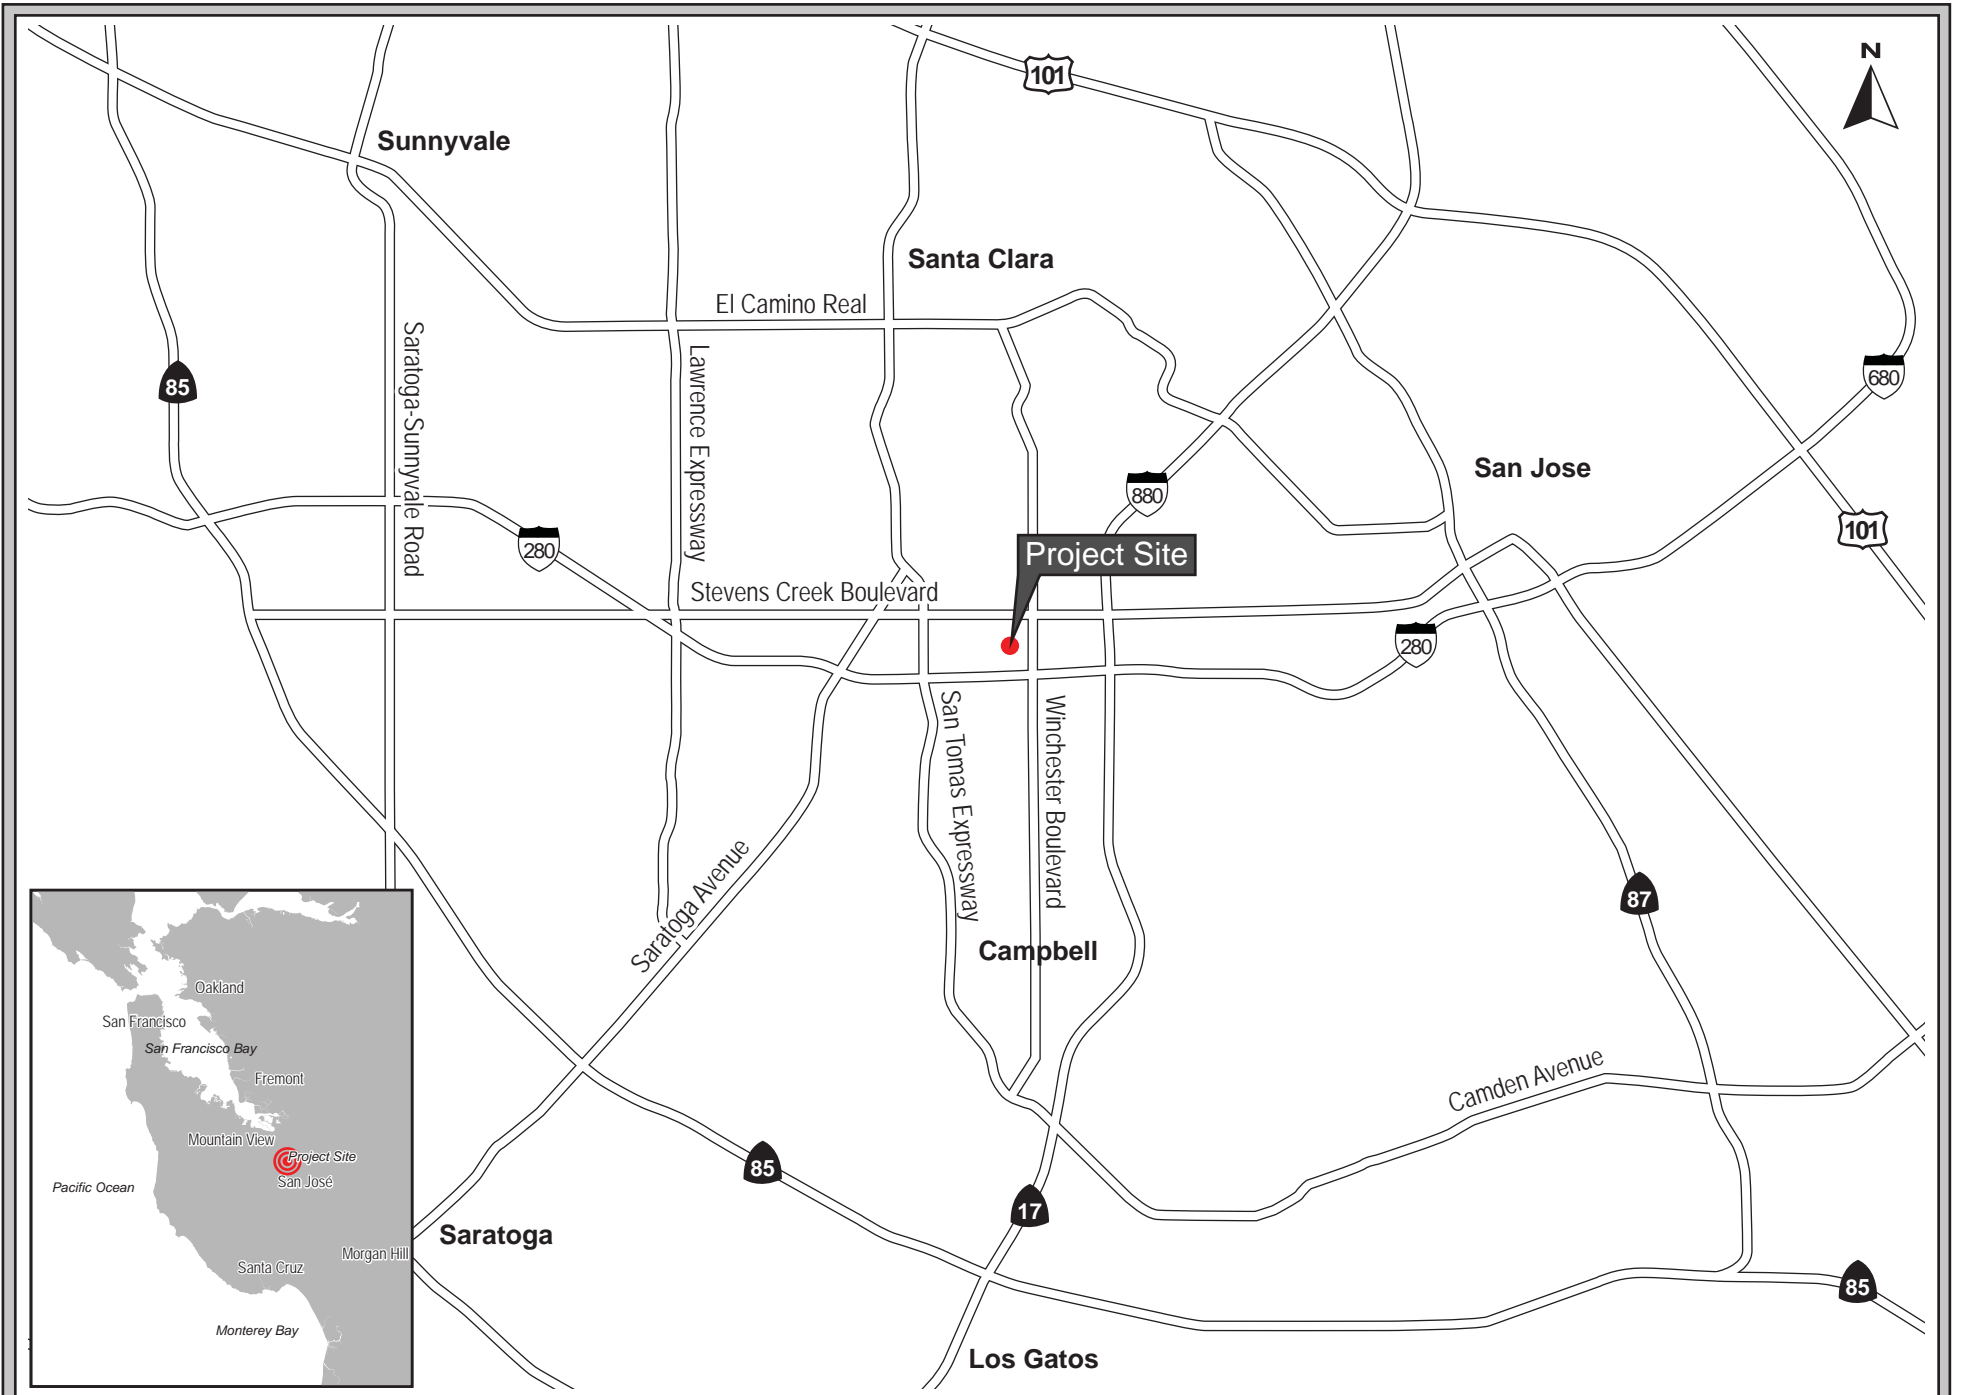 N
101
Sunnyvale
Santa Clara
El Camino Real
Saratoga-Sunnyvale Road
Lawrence Expressway
85
680
San Jose
880
101
280
Project Site
Stevens Creek Boulevard
280
San Tomas Expressway
Winchester Boulevard
Saratoga Avenue
87
Campbell
Camden Avenue
85
17
Saratoga
85
Los Gatos
Oakland
San Francisco
San Francisco Bay
Fremont
Mountain View
Project Site
San José
Pacific Ocean
Morgan Hill
Santa Cruz
Monterey Bay